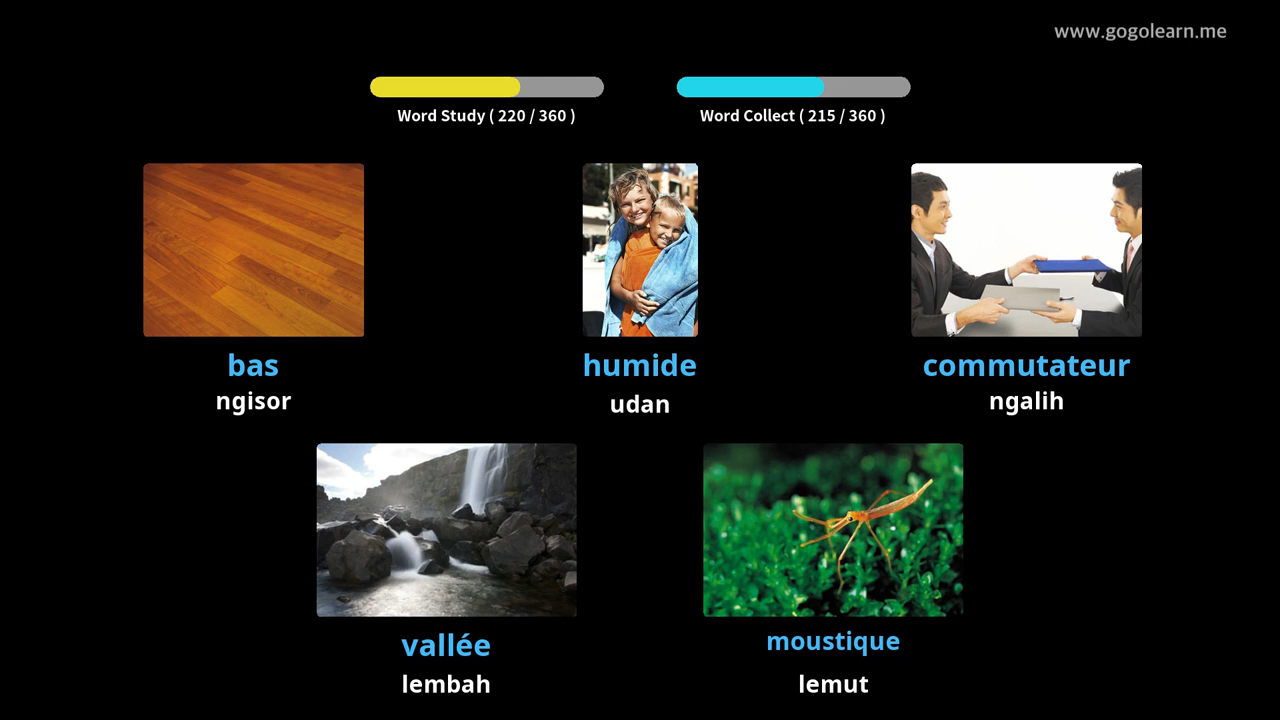 www.gogolearn.me
Word Study ( 220 / 360 )
Word Collect ( 215 / 360 )
bas
ngisor
humide
udan
commutateur
ngalih
vallée
lembah
moustique
lemut